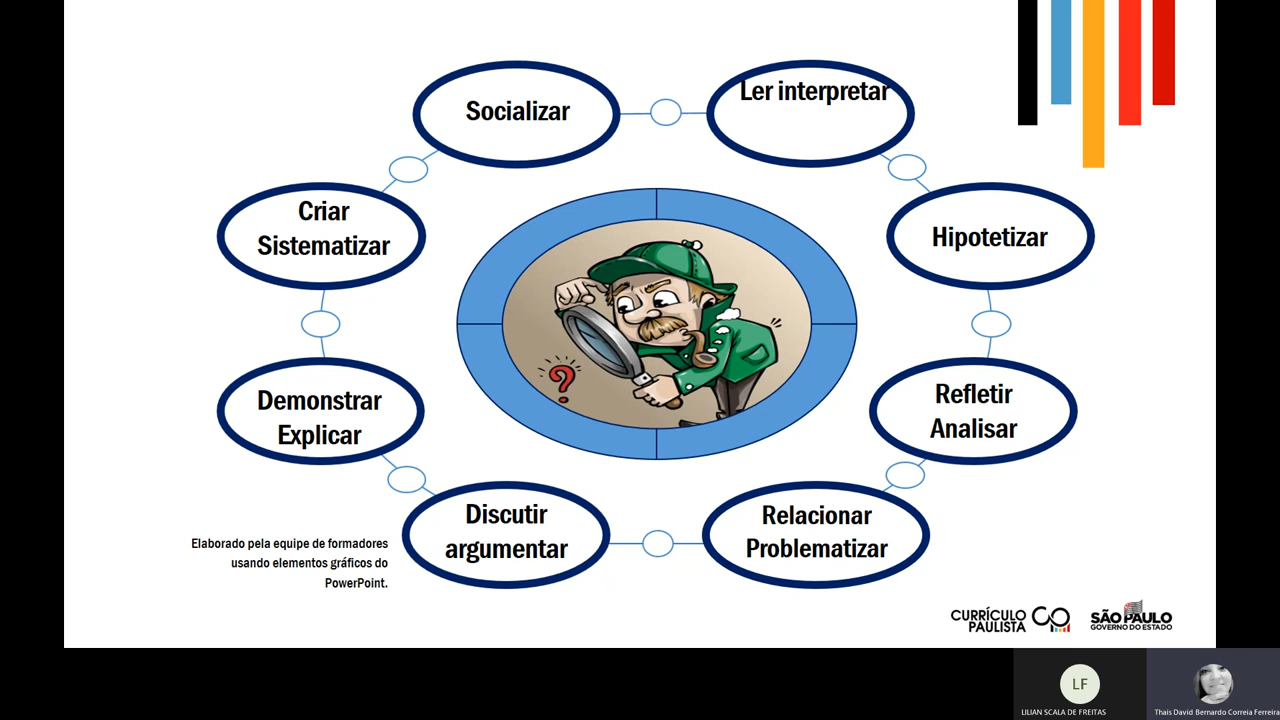 Socializar
Ler interpretar
Criar
Sistematizar
Hipotetizar
?
Demonstrar
Explicar
Refletir
Analisar
Discutir
argumentar
Relacionar
Problematizar
Elaborado pela equipe de formadores
usando elementos gráficos do
PowerPoint.
CURRÍCULO
PAULISTA
SÃO PAULO
GOVERNO DO ESTADO
LF
LILIAN SCALA DE FREITAS
Thais David Bernardo Correia Ferreira